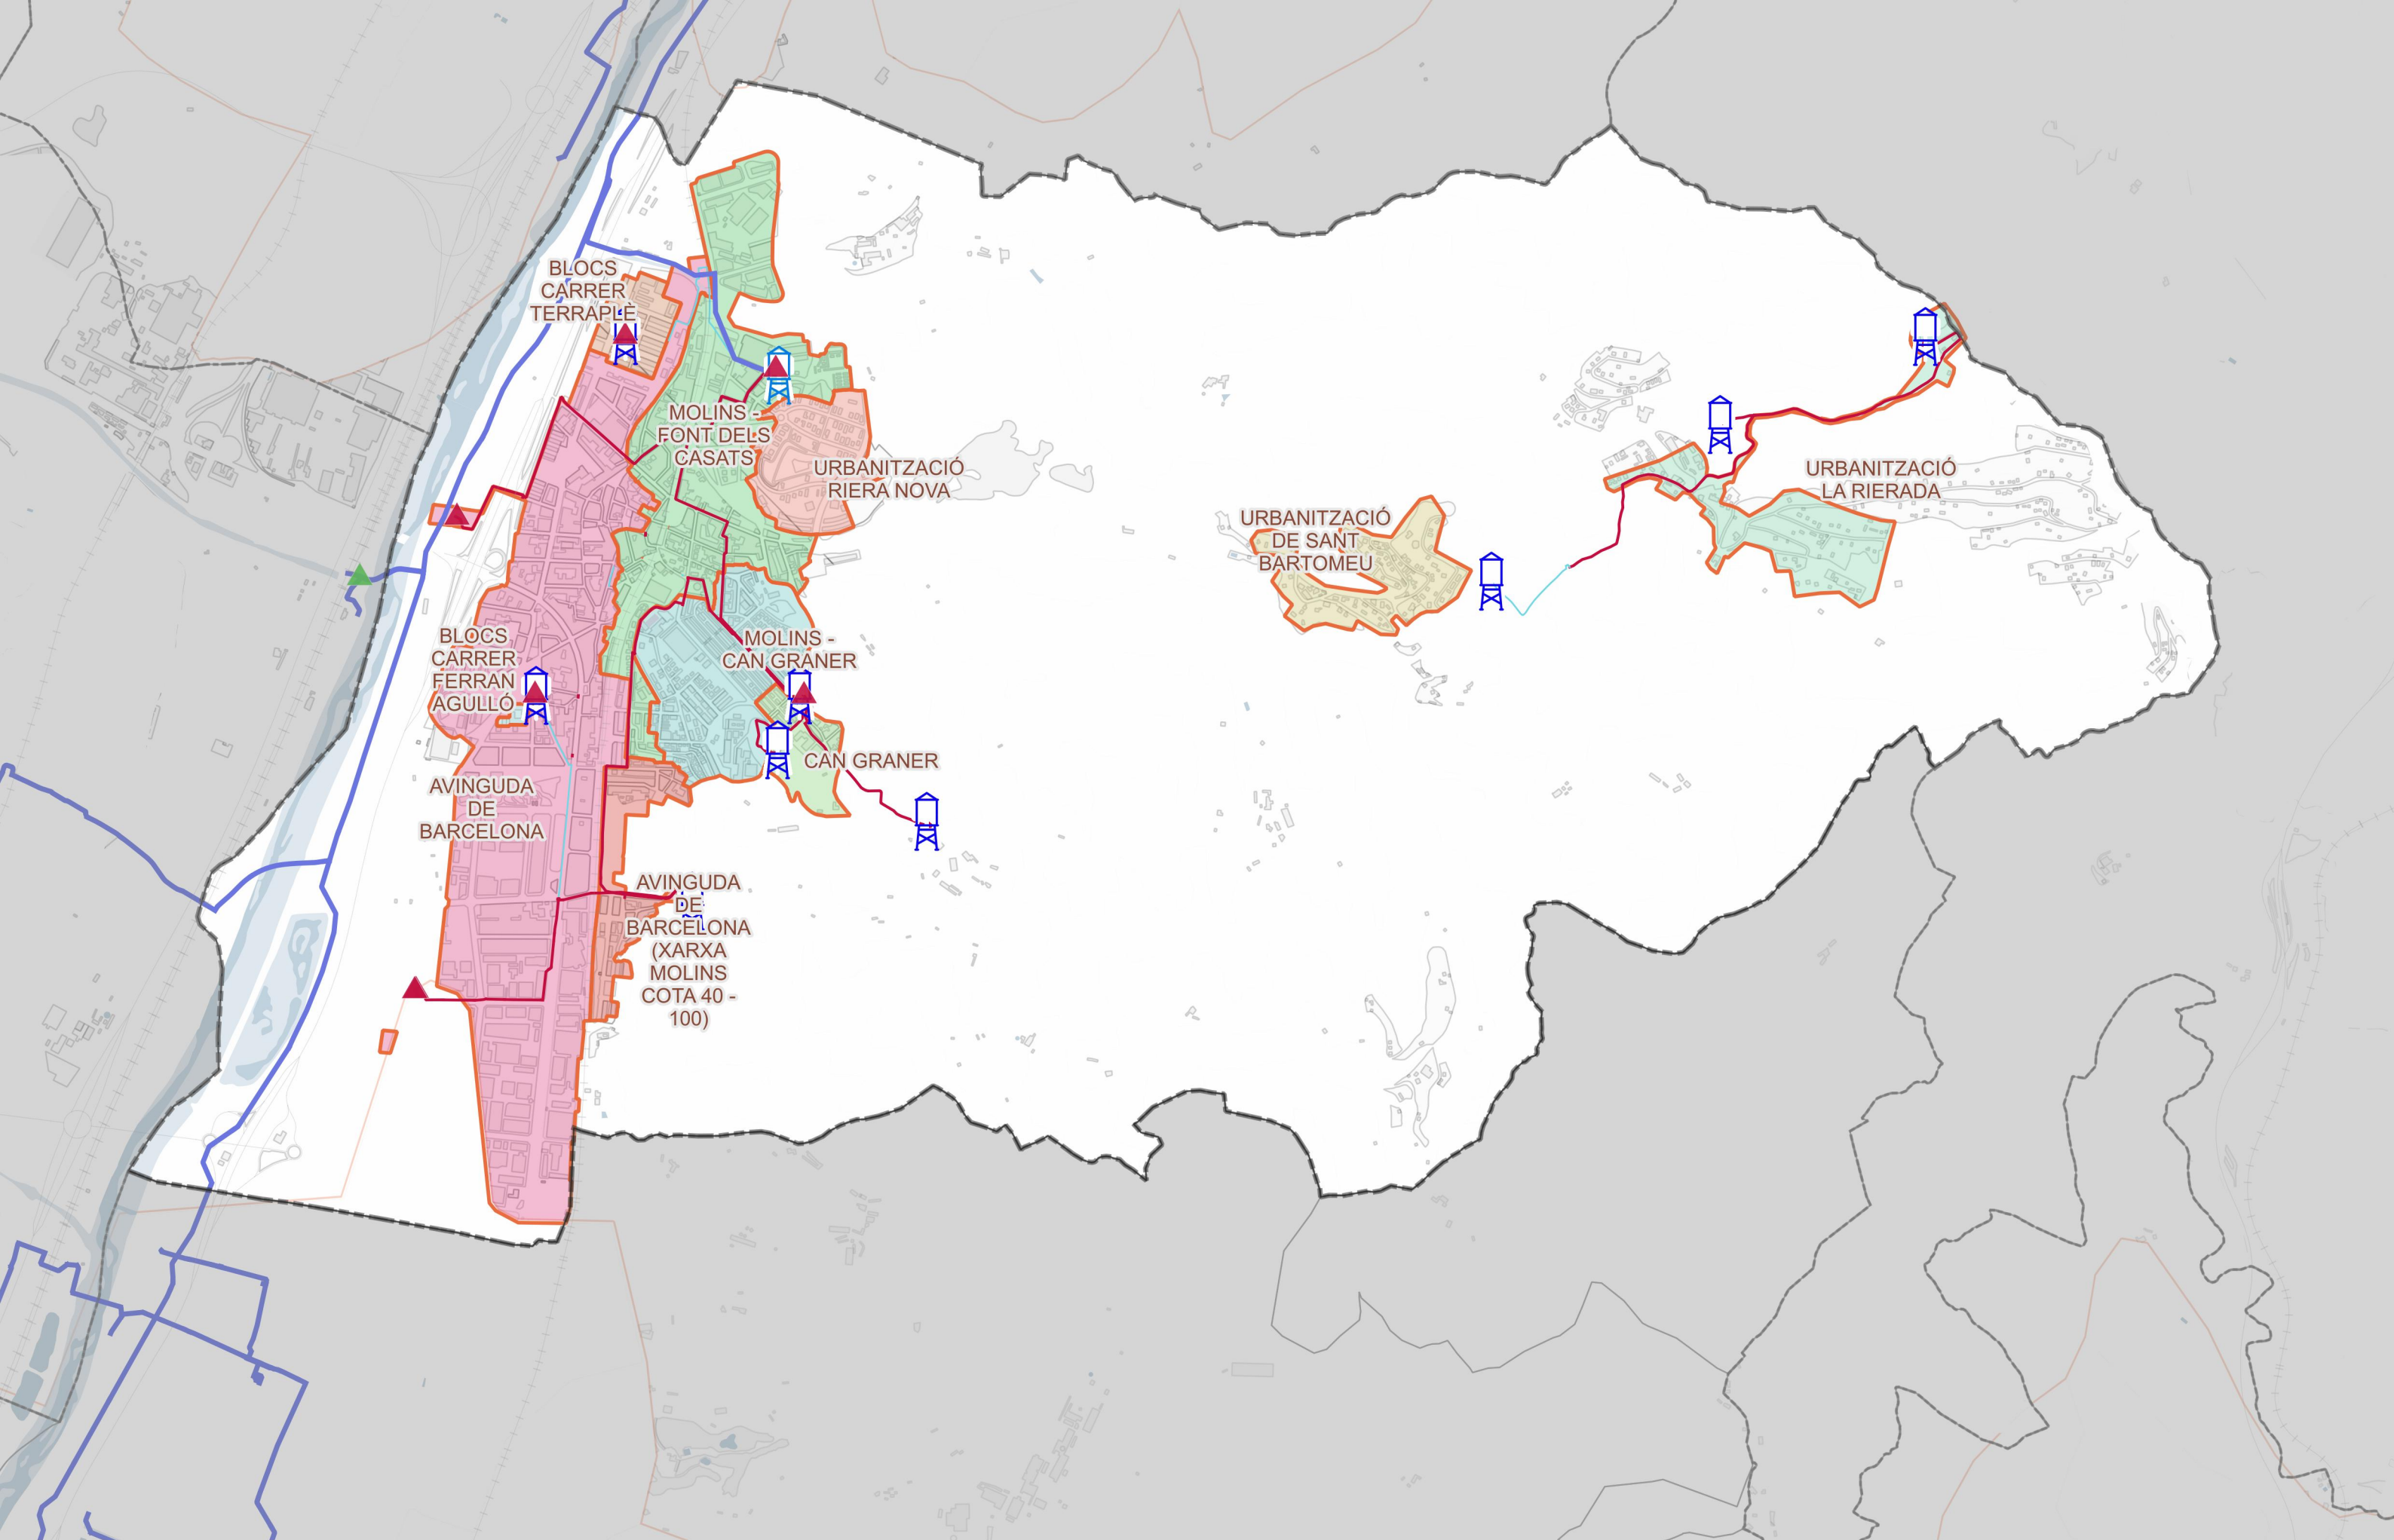 BLOCS
CARRER
TERRAPLÈ
MOLINS -
FONT DELS
CASATS
URBANITZACIÓ
RIERA NOVA
URBANITZACIÓ
LA RIERADA
URBANITZACIÓ
DE SANT
BARTOMEU
BLOCS
CARRER
FERRAN
AGULLÓ
MOLINS -
CAN GRANER
CAN GRANER
AVINGUDA
DE
BARCELONA
AVINGUDA
DE
BARCELONA
(XARXA
MOLINS
COTA 40 -
100)